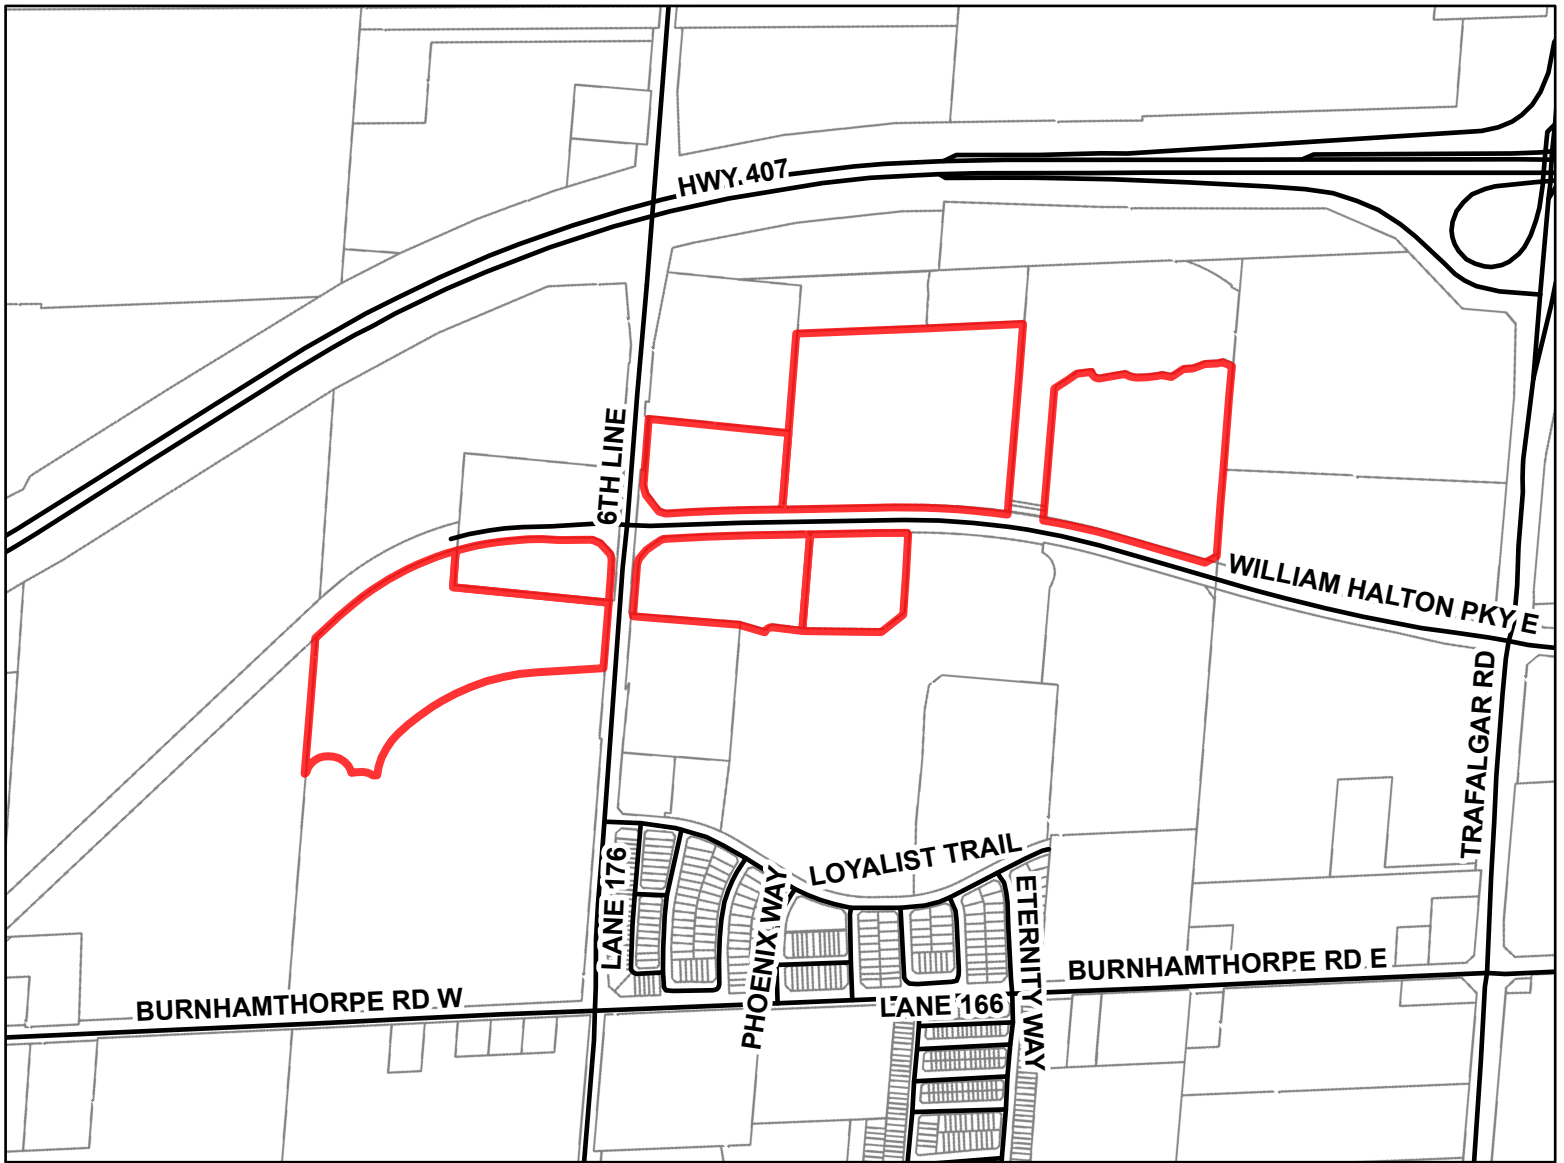 HWY 407
6TH LINE
WILLIAM HALTON PKY E
TRAFALGAR RD
LOYALIST TRAIL
LANE 176
PHOENIX WAY
ETERNITY WAY
BURNHAMTHORPE RD E
BURNHAMTHORPE RD W
LANE 166